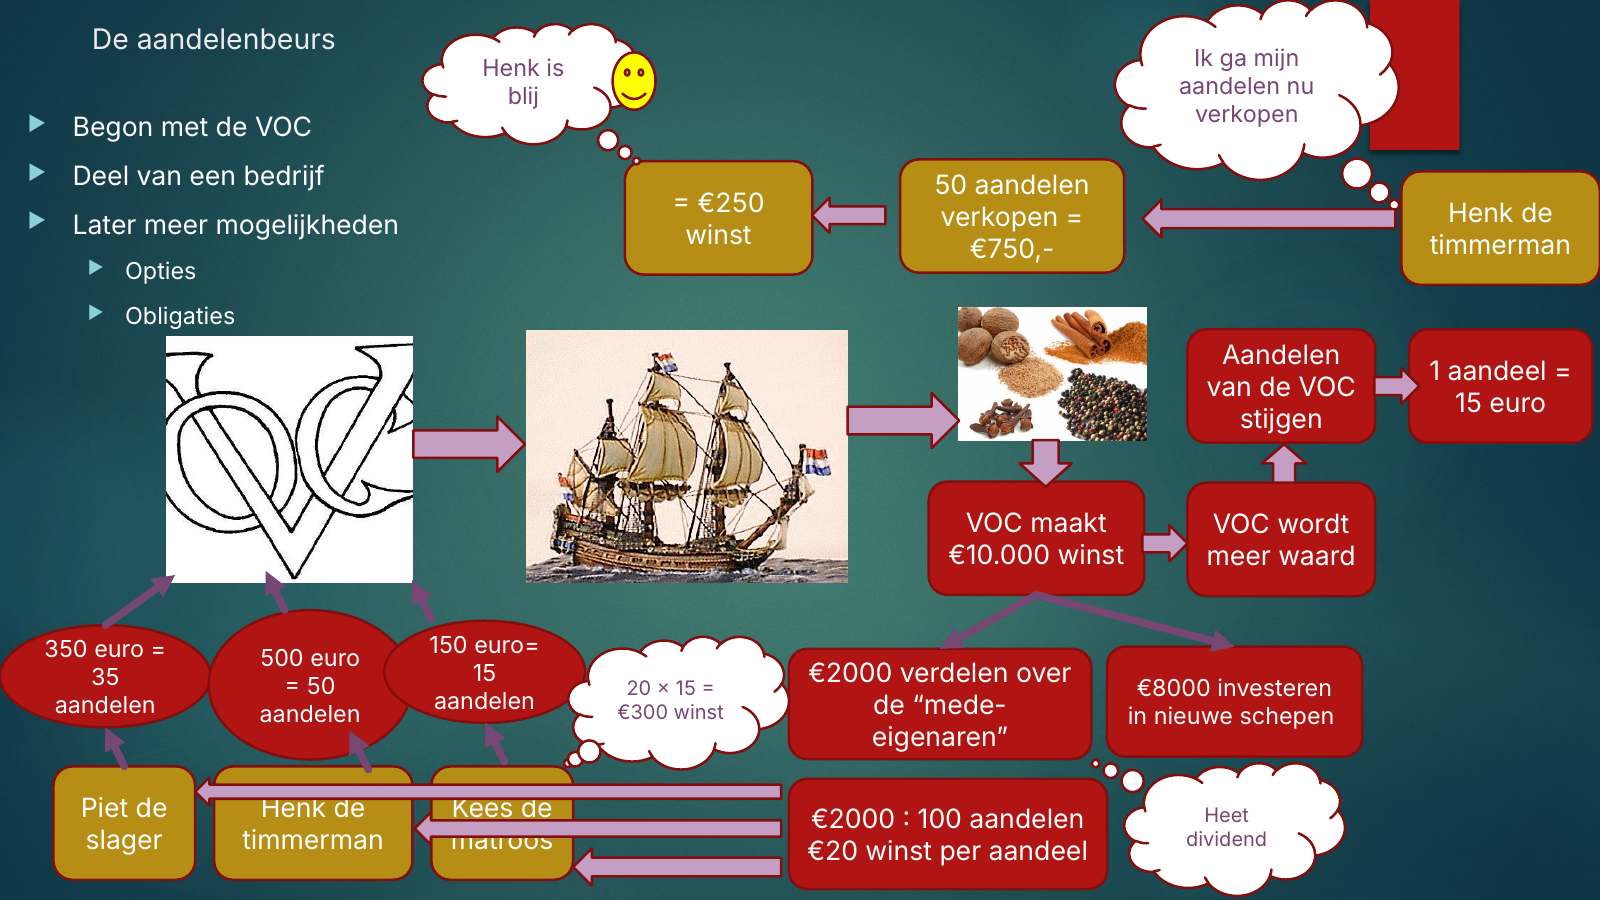 De aandelenbeurs
Begon met de VOC
Deel van een bedrijf
Later meer mogelijkheden
Opties
Obligaties
Henk is
blij
Ik ga mijn
aandelen nu
verkopen
= €250
winst
50 aandelen
verkopen =
€750,-
Henk de
timmerman
VOC
Aandelen
van de VOC
stijgen
1 aandeel =
15 euro
VOC maakt
€10.000 winst
VOC wordt
meer waard
350 euro =
35
aandelen
500 euro
= 50
aandelen
150 euro=
15
aandelen
20 × 15 =
€300 winst
€2000 verdelen over
de “mede-
eigenaren”
€8000 investeren
in nieuwe schepen
Piet de
slager
Henk de
timmerman
Kees de
matroos
€2000 : 100 aandelen
€20 winst per aandeel
Heet
dividend